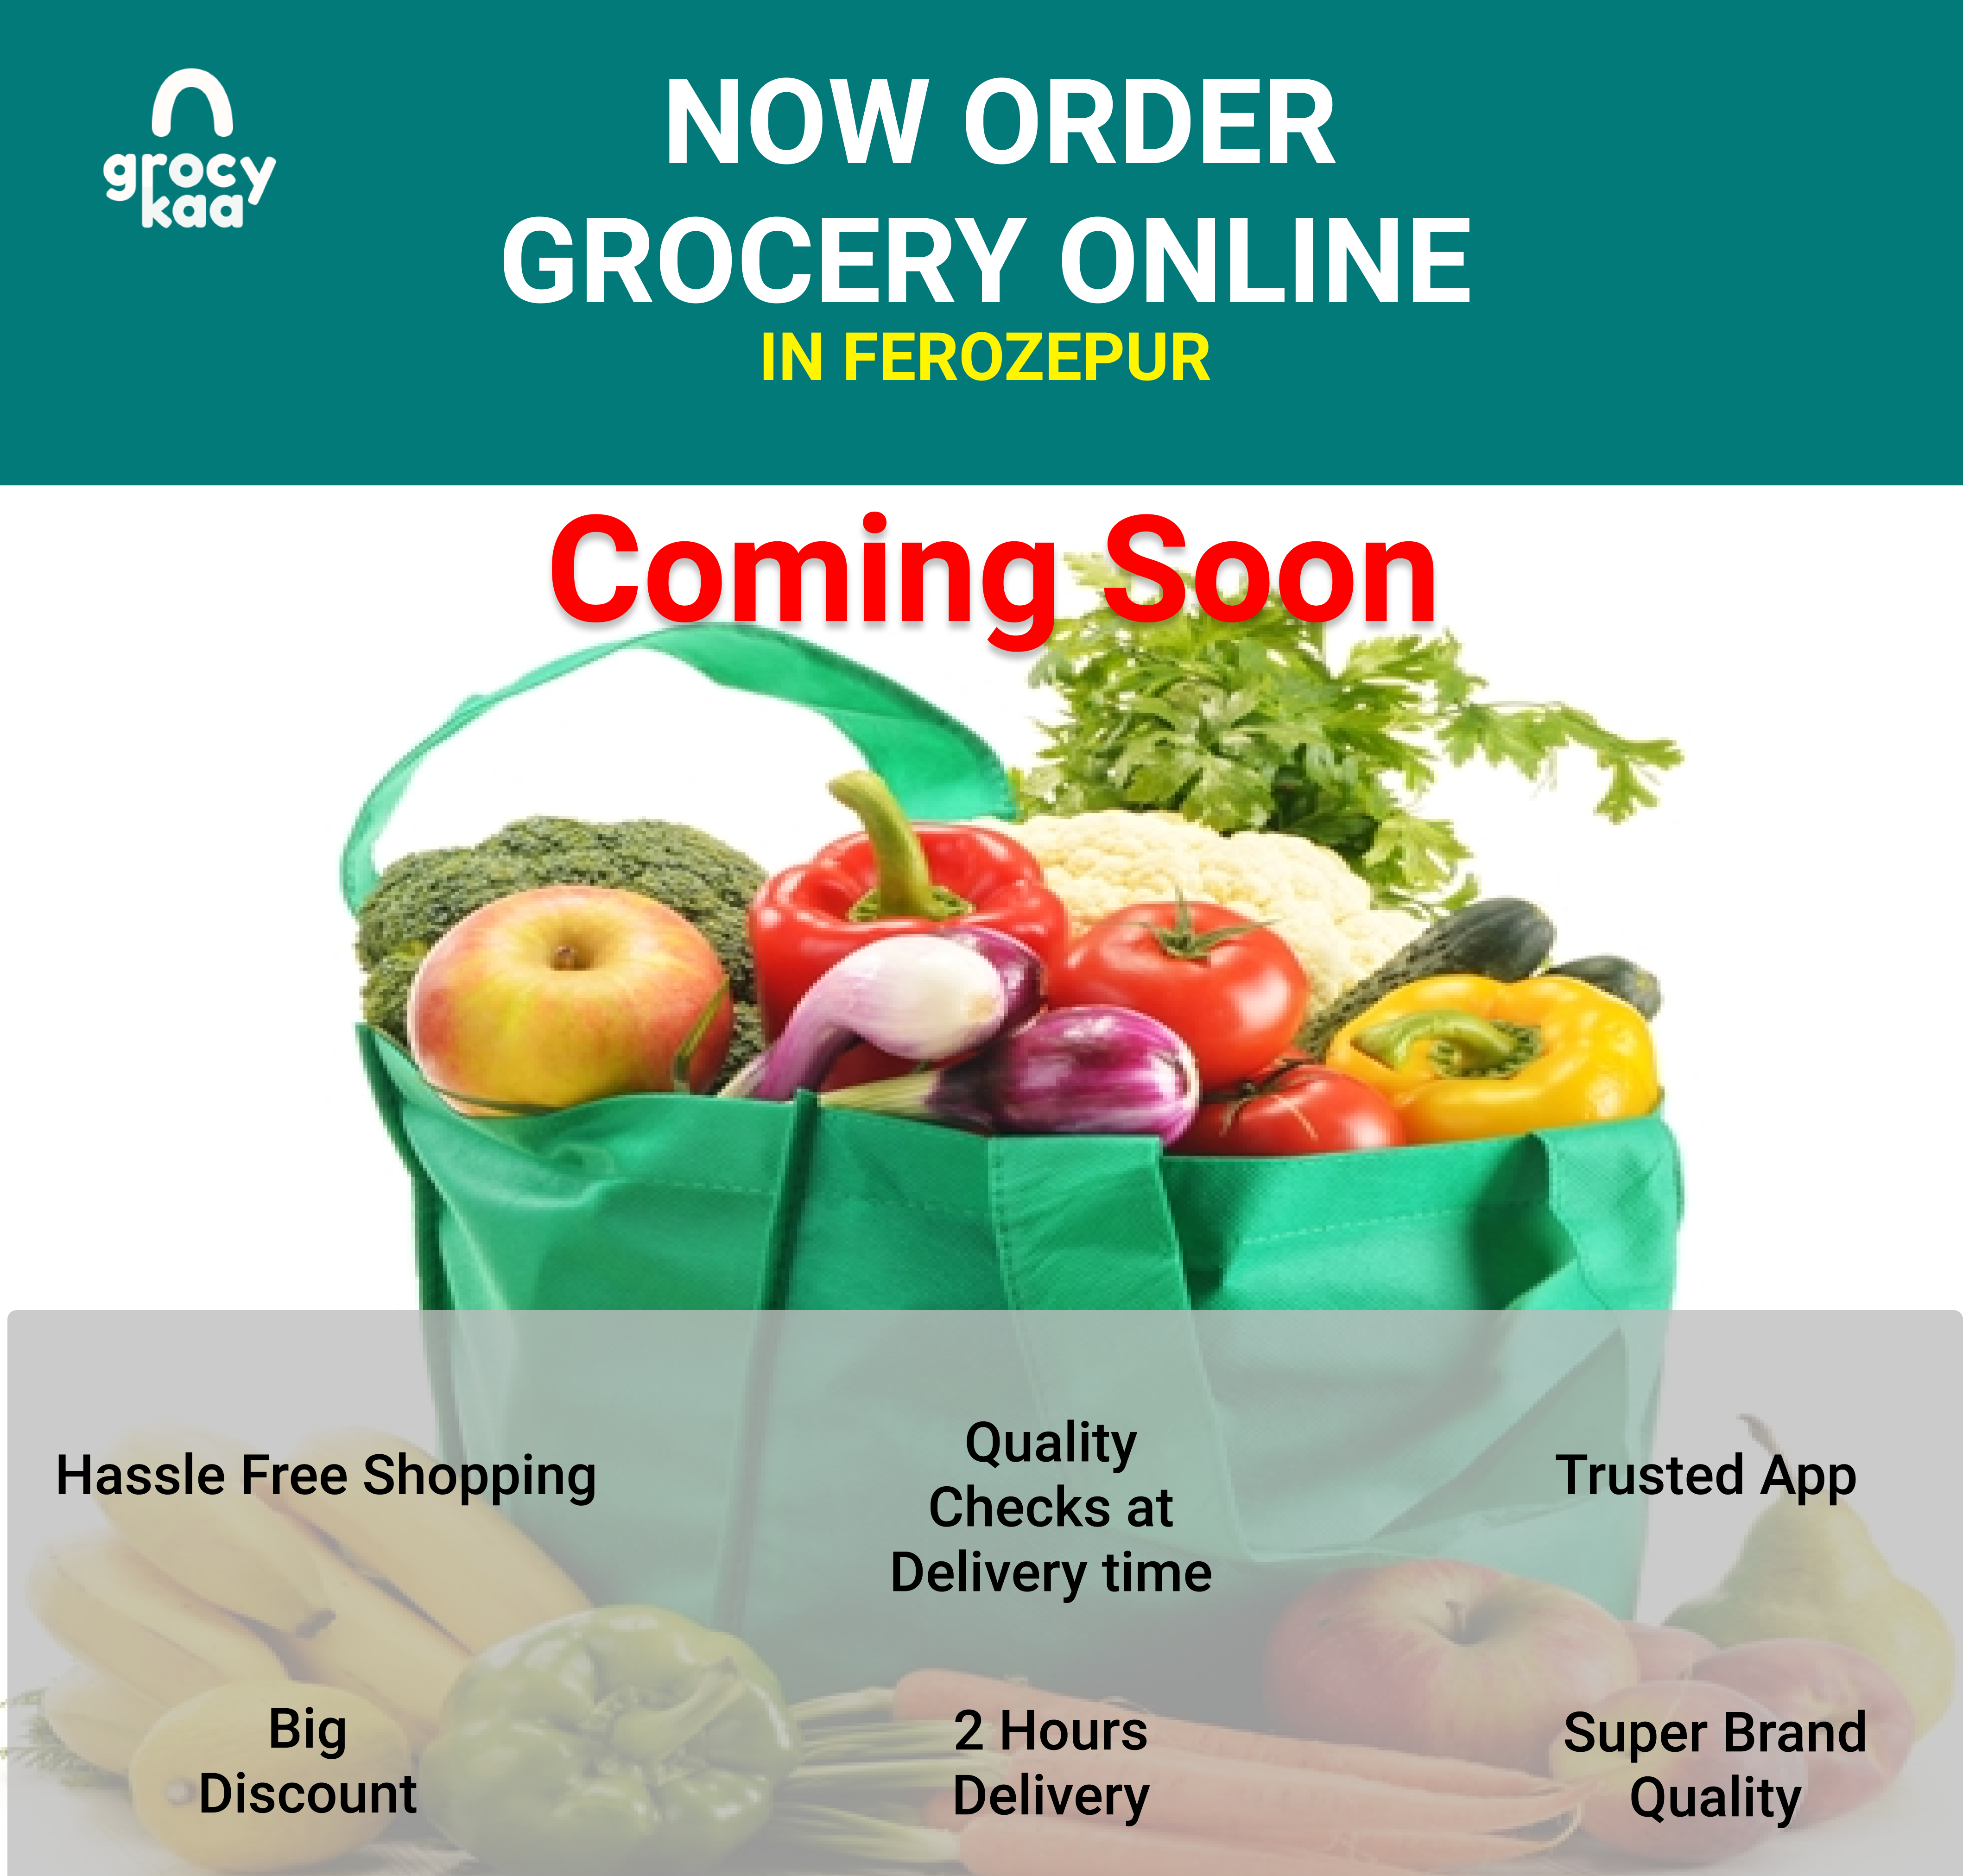 grocy
kaa
NOW ORDER
GROCERY ONLINE
IN FEROZEPUR
Coming Soon
Hassle Free Shopping
Quality
Checks at
Delivery time
Trusted App
Big
Discount
2 Hours
Delivery
Super Brand
Quality